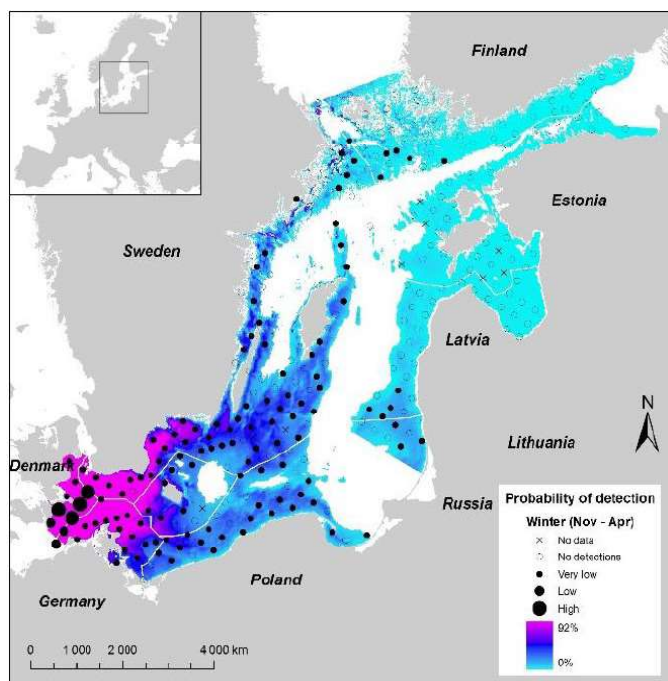 Finland
Estonia
Sweden
Latvia
Denmark
Lithuania
Russia
N
Poland
Germany
0 1 000 2 000 4 000 km
Probability of detection
Winter (Nov - Apr)
No data
No detections
Very low
Low
High
92%
0%